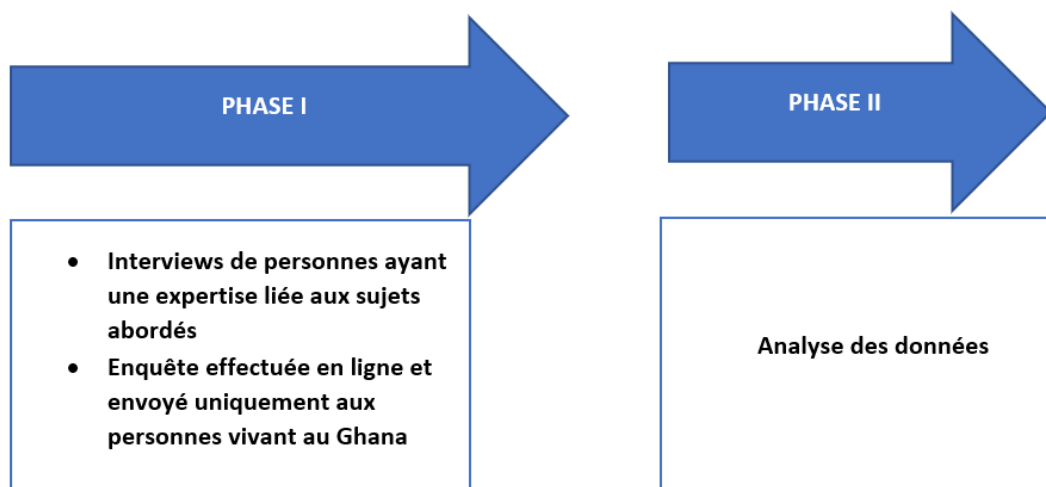 PHASE I
PHASE II
• Interviews de personnes ayant
une expertise liée aux sujets
abordés
• Enquête effectuée en ligne et
envoyé uniquement aux
personnes vivant au Ghana
Analyse des données